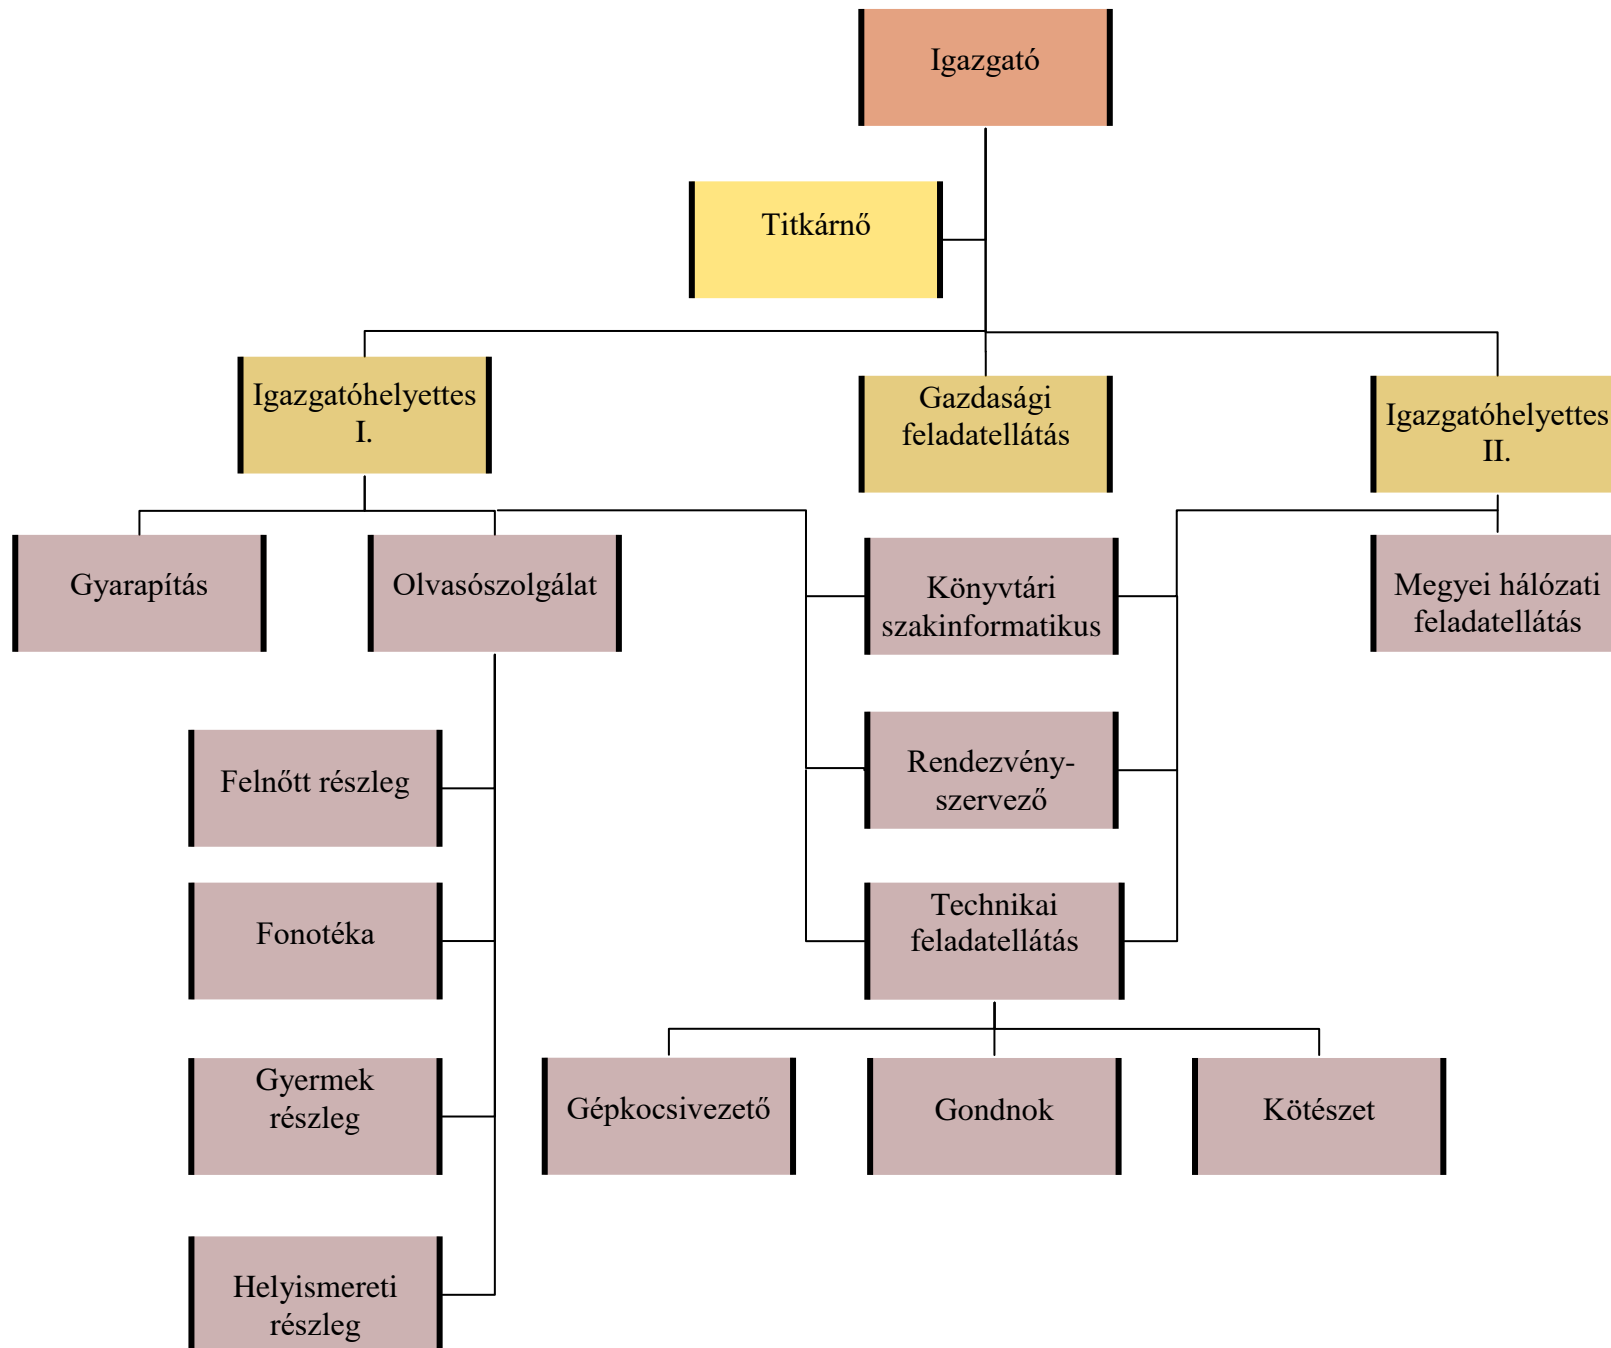 Igazgató
Titkárnő
Igazgatóhelyettes
I.
Gazdasági
feladatellátás
Igazgatóhelyettes
II.
Gyarapítás
Olvasószolgálat
Könyvtári
szakinformatikus
Megyei hálózati
feladatellátás
Felnőtt részleg
Rendezvény-
szervező
Fonotéka
Technikai
feladatellátás
Gyermek
részleg
Gépkocsivezető
Gondnok
Kötészet
Helyismereti
részleg